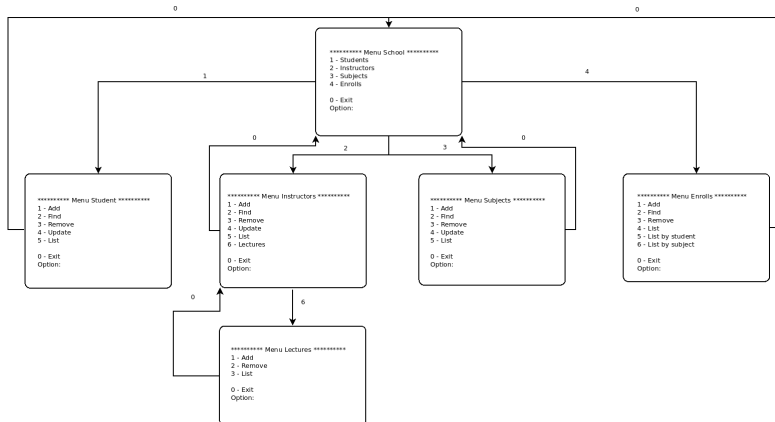 0
0
********** Menu School **********
1 - Students
2 - Instructors
3 - Subjects
4 - Enrolls
0 - Exit
Option:
1
4
0
2
3
0
********** Menu Student **********
1 - Add
2 - Find
3 - Remove
4 - Update
5 - List
0 - Exit
Option:
********** Menu Instructors **********
1 - Add
2 - Find
3 - Remove
4 - Update
5 - List
6 - Lectures
0 - Exit
Option:
********** Menu Subjects **********
1 - Add
2 - Find
3 - Remove
4 - Update
5 - List
0 - Exit
Option:
********** Menu Enrolls **********
1 - Add
2 - Find
3 - Remove
4 - List
5 - List by student
6 - List by subject
0 - Exit
Option:
0
6
********** Menu Lectures **********
1 - Add
2 - Remove
3 - List
0 - Exit
Option: